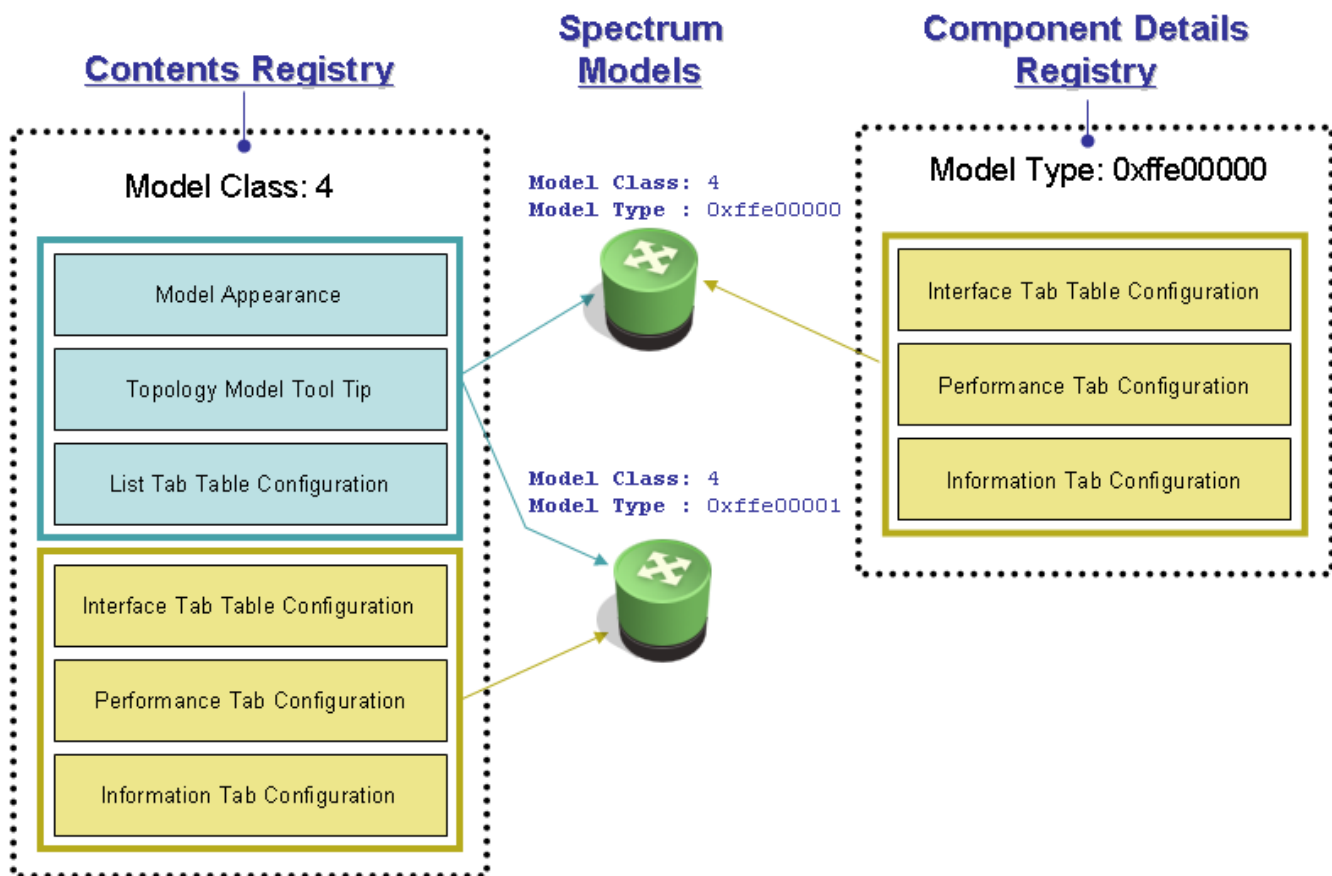 Contents Registry
Model Class: 4
Model Appearance
Topology Model Tool Tip
List Tab Table Configuration
Interface Tab Table Configuration
Performance Tab Configuration
Information Tab Configuration
Spectrum
Models
Model Class: 4
Model Type : 0xffe00000
Model Class: 4
Model Type : 0xffe00001
Component Details
Registry
Model Type: 0xffe00000
Interface Tab Table Configuration
Performance Tab Configuration
Information Tab Configuration